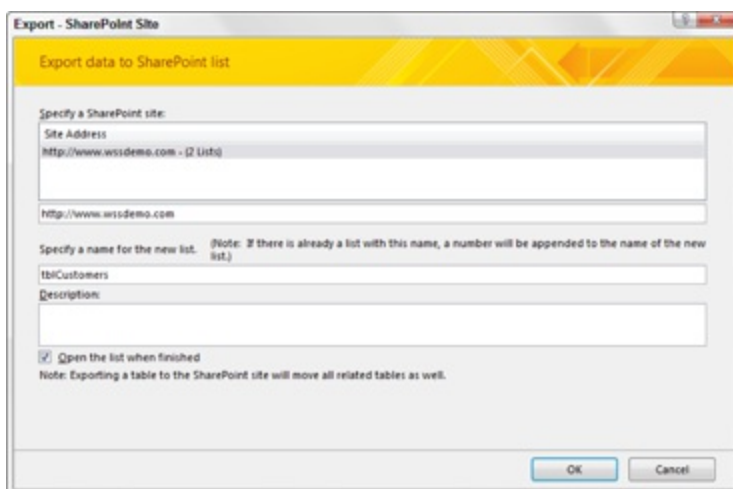 Export - SharePoint Site
Export data to SharePoint list
Specify a SharePoint site:
Site Address
http://www.wssdemo.com - (2 Lists)
http://www.wssdemo.com
Specify a name for the new list. (Note: If there is already a list with this name, a number will be appended to the name of the new
list.)
tblCustomers
Description:
Open the list when finished
Note: Exporting a table to the SharePoint site will move all related tables as well.
OK Cancel